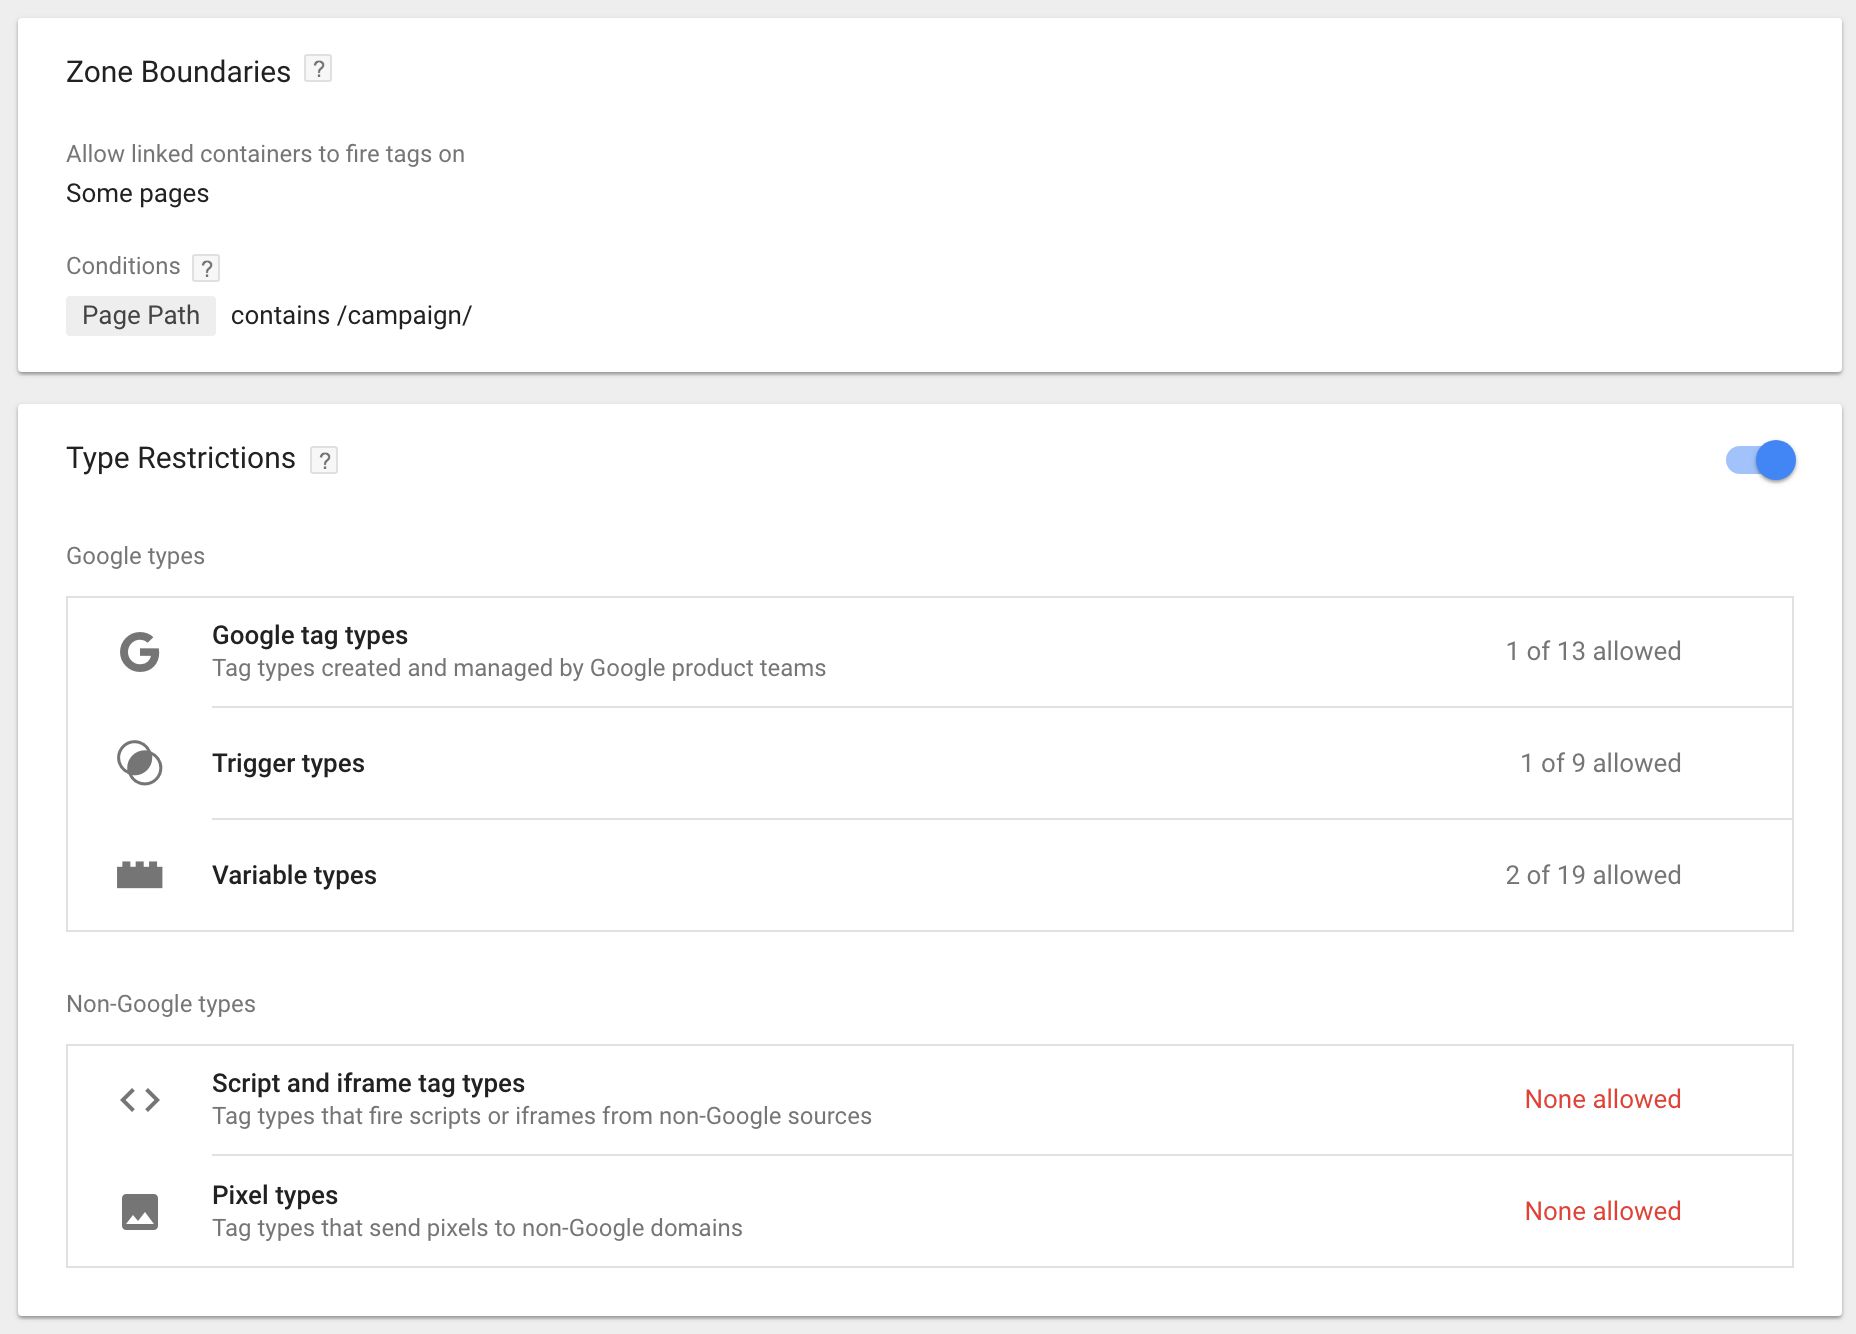 Zone Boundaries ?
Allow linked containers to fire tags on
Some pages
Conditions ?
Page Path contains /campaign/
Type Restrictions ?
Google types
Google tag types
Tag types created and managed by Google product teams
1 of 13 allowed
Trigger types
1 of 9 allowed
Variable types
2 of 19 allowed
Non-Google types
Script and iframe tag types
Tag types that fire scripts or iframes from non-Google sources
None allowed
Pixel types
Tag types that send pixels to non-Google domains
None allowed